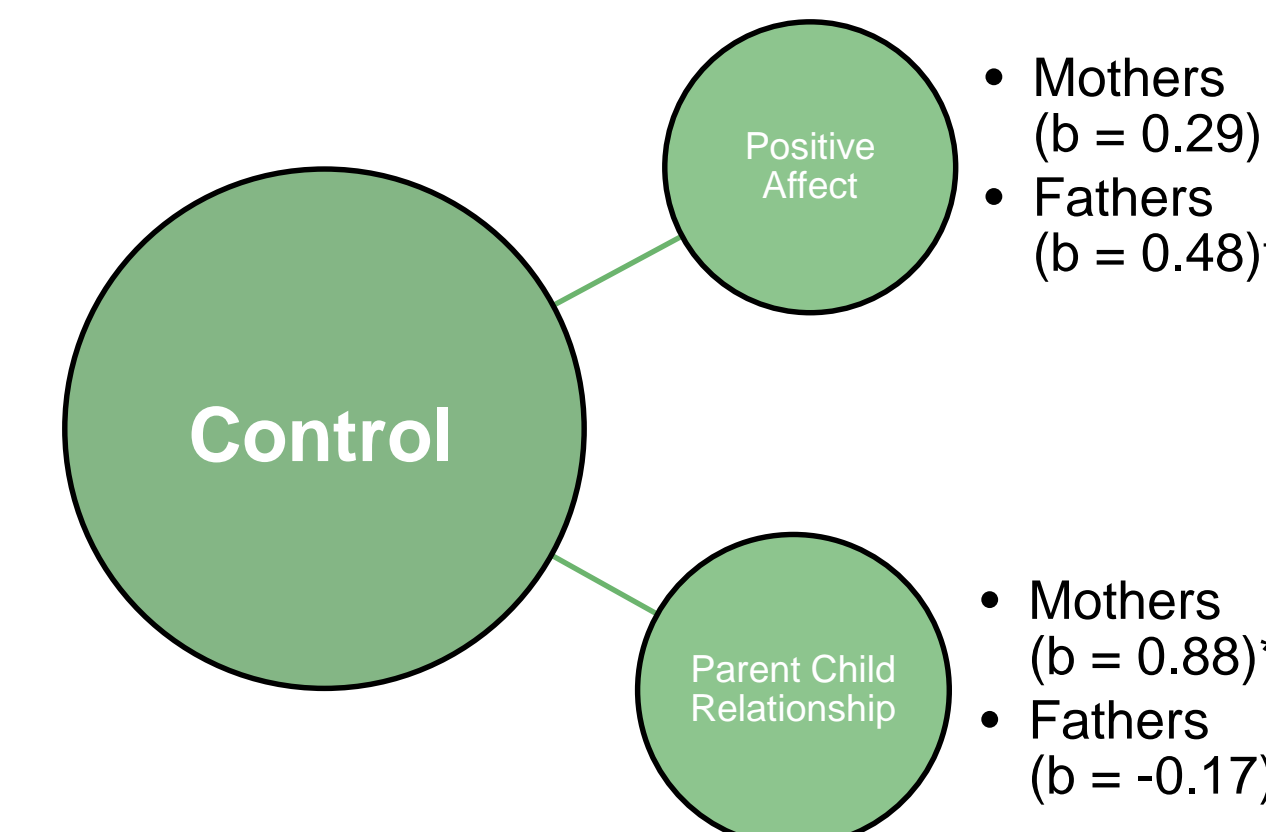 Control
Positive
Affect
• Mothers
(b = 0.29)
• Fathers
(b = 0.48)*
Parent Child
Relationship
• Mothers
(b = 0.88)*
• Fathers
(b = -0.17)